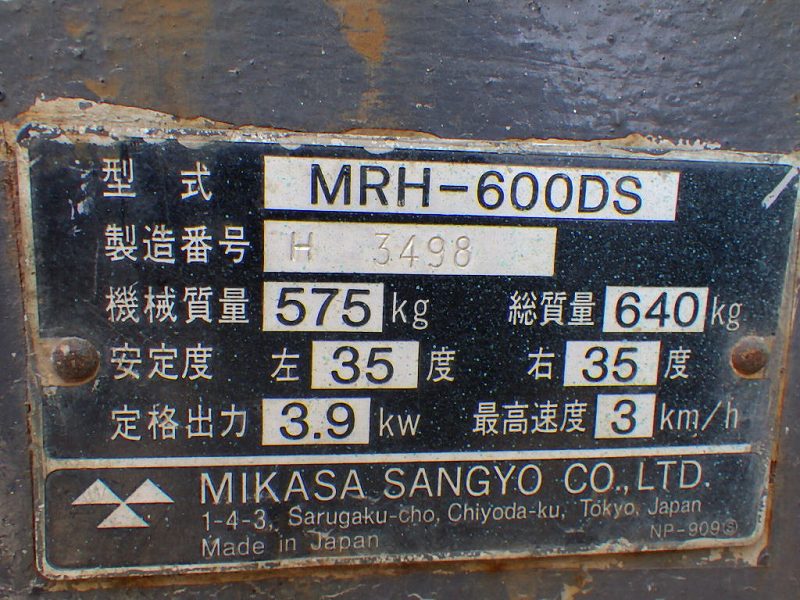 型式 MRH-600DS
製造番号 H 3498
機械質量 575 kg 総質量 640 kg
安定度 左 35 度 右 35 度
定格出力 3.9 kw 最高速度 3 km/h
MIKASA SANGYO CO.,LTD.
1-4-3, Sarugaku-cho, Chiyoda-ku, Tokyo, Japan
Made in Japan NP-909Ⓢ